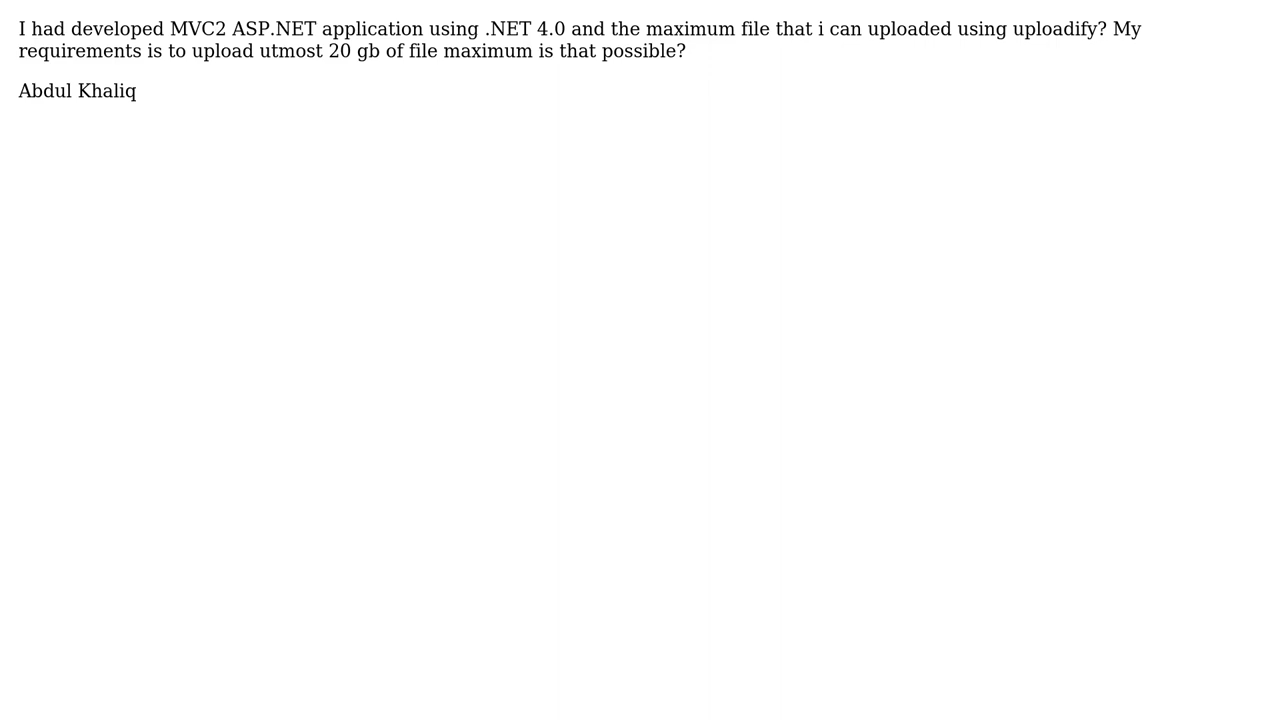 I had developed MVC2 ASP.NET application using .NET 4.0 and the maximum file that i can uploaded using uploadify? My
requirements is to upload utmost 20 gb of file maximum is that possible?
Abdul Khaliq